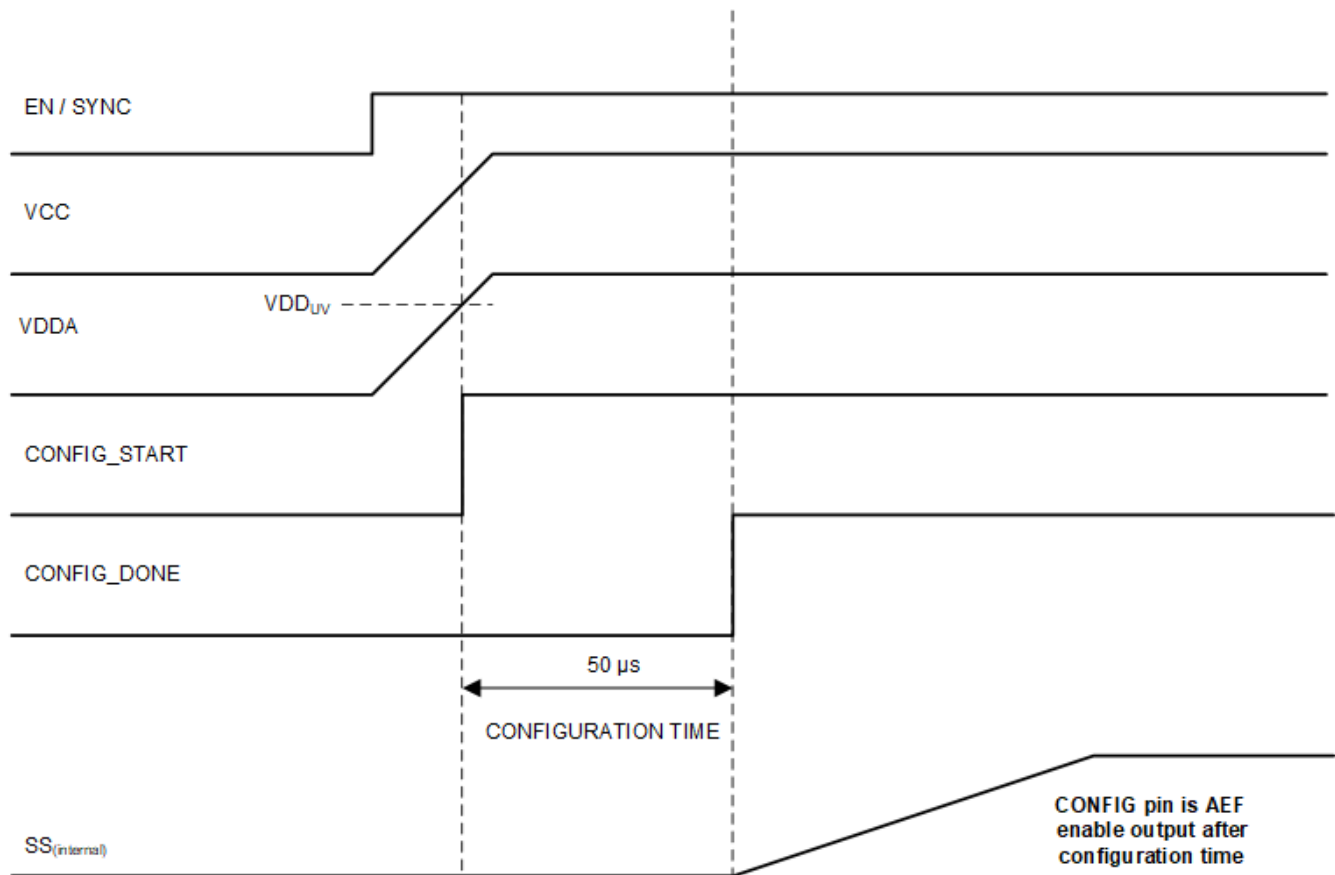 EN / SYNC
VCC
VDD_UV
VDDA
CONFIG_START
CONFIG_DONE
50 µs
CONFIGURATION TIME
CONFIG pin is AEF
enable output after
configuration time
SS(internal)